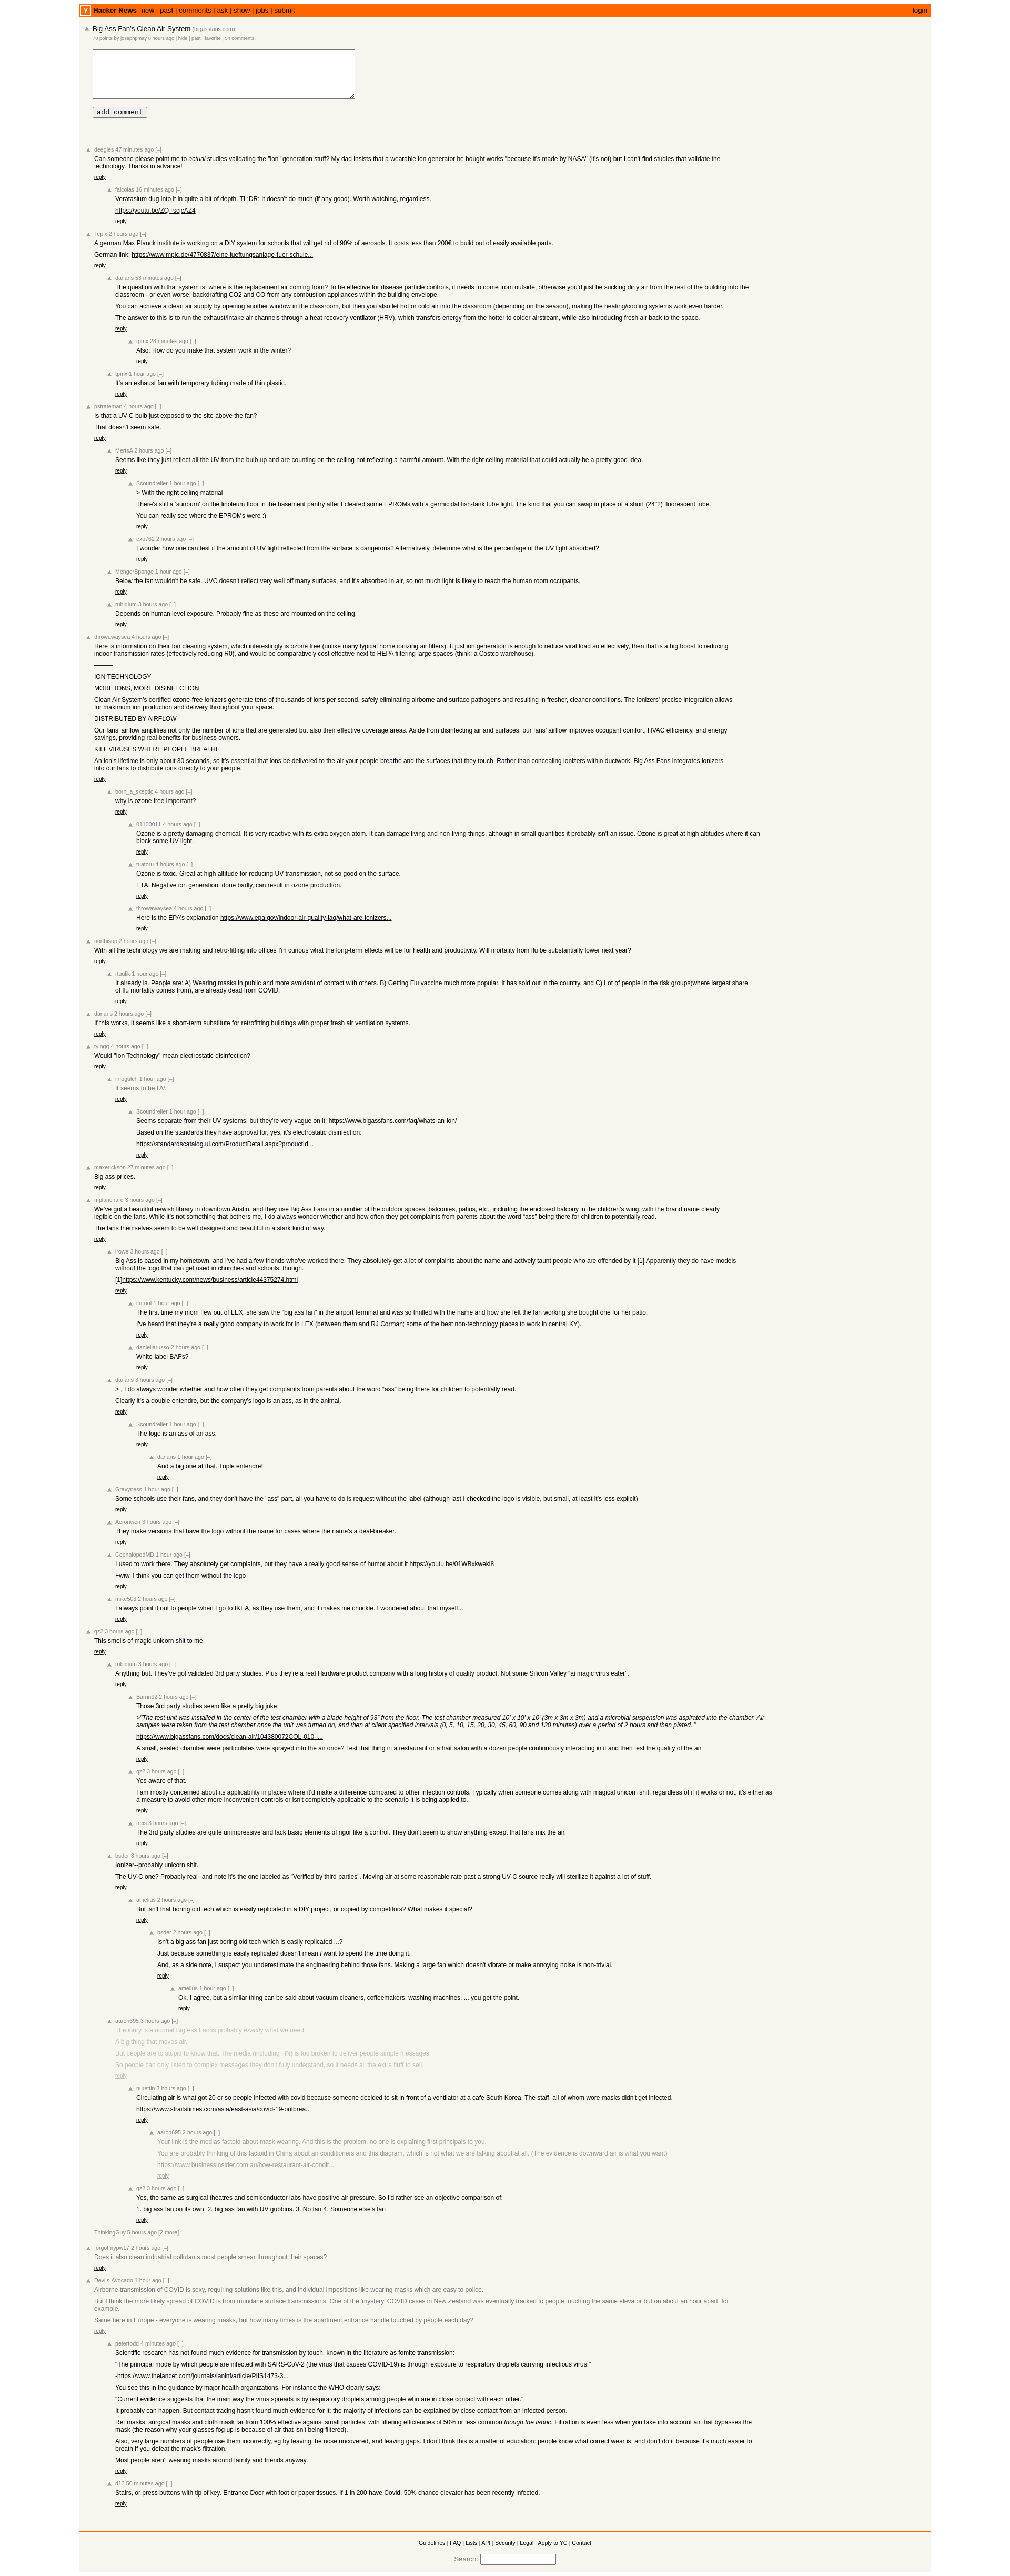 Y Hacker News new | past | comments | ask | show | jobs | submit login
Big Ass Fan's Clean Air System (bigassfans.com)
70 points by josephpmay 6 hours ago | hide | past | favorite | 54 comments
add comment
deegles 47 minutes ago [–]
Can someone please point me to actual studies validating the "ion" generation stuff? My dad insists that a wearable ion generator he bought works "because it's made by NASA" (it's not) but I can't find studies that validate the
technology. Thanks in advance!
reply
falcolas 16 minutes ago [–]
Veratasium dug into it in quite a bit of depth. TL;DR: It doesn't do much (if any good). Worth watching, regardless.
https://youtu.be/ZQ--scjcAZ4
reply
Tepix 2 hours ago [–]
A german Max Planck institute is working on a DIY system for schools that will get rid of 90% of aerosols. It costs less than 200€ to build out of easily available parts.
German link: https://www.mpic.de/4770837/eine-lueftungsanlage-fuer-schule...
reply
danans 53 minutes ago [–]
The question with that system is: where is the replacement air coming from? To be effective for disease particle controls, it needs to come from outside, otherwise you'd just be sucking dirty air from the rest of the building into the
classroom - or even worse: backdrafting CO2 and CO from any combustion appliances within the building envelope.
You can achieve a clean air supply by opening another window in the classroom, but then you also let hot or cold air into the classroom (depending on the season), making the heating/cooling systems work even harder.
The answer to this is to run the exhaust/intake air channels through a heat recovery ventilator (HRV), which transfers energy from the hotter to colder airstream, while also introducing fresh air back to the space.
reply
tpmx 28 minutes ago [–]
Also: How do you make that system work in the winter?
reply
tpmx 1 hour ago [–]
It's an exhaust fan with temporary tubing made of thin plastic.
reply
pstrateman 4 hours ago [–]
Is that a UV-C bulb just exposed to the site above the fan?
That doesn't seem safe.
reply
MertsA 2 hours ago [–]
Seems like they just reflect all the UV from the bulb up and are counting on the ceiling not reflecting a harmful amount. With the right ceiling material that could actually be a pretty good idea.
reply
Scoundreller 1 hour ago [–]
> With the right ceiling material
There's still a 'sunburn' on the linoleum floor in the basement pantry after I cleared some EPROMs with a germicidal fish-tank tube light. The kind that you can swap in place of a short (24"?) fluorescent tube.
You can really see where the EPROMs were :)
reply
exo762 2 hours ago [–]
I wonder how one can test if the amount of UV light reflected from the surface is dangerous? Alternatively, determine what is the percentage of the UV light absorbed?
reply
MengerSponge 1 hour ago [–]
Below the fan wouldn't be safe. UVC doesn't reflect very well off many surfaces, and it's absorbed in air, so not much light is likely to reach the human room occupants.
reply
rubidium 3 hours ago [–]
Depends on human level exposure. Probably fine as these are mounted on the ceiling.
reply
throwawaysea 4 hours ago [–]
Here is information on their Ion cleaning system, which interestingly is ozone free (unlike many typical home ionizing air filters). If just ion generation is enough to reduce viral load so effectively, then that is a big boost to reducing
indoor transmission rates (effectively reducing R0), and would be comparatively cost effective next to HEPA filtering large spaces (think: a Costco warehouse).
———
ION TECHNOLOGY
MORE IONS, MORE DISINFECTION
Clean Air System's certified ozone-free ionizers generate tens of thousands of ions per second, safely eliminating airborne and surface pathogens and resulting in fresher, cleaner conditions. The ionizers' precise integration allows
for maximum ion production and delivery throughout your space.
DISTRIBUTED BY AIRFLOW
Our fans' airflow amplifies not only the number of ions that are generated but also their effective coverage areas. Aside from disinfecting air and surfaces, our fans' airflow improves occupant comfort, HVAC efficiency, and energy
savings, providing real benefits for business owners.
KILL VIRUSES WHERE PEOPLE BREATHE
An ion's lifetime is only about 30 seconds, so it's essential that ions be delivered to the air your people breathe and the surfaces that they touch. Rather than concealing ionizers within ductwork, Big Ass Fans integrates ionizers
into our fans to distribute ions directly to your people.
reply
born_a_skeptic 4 hours ago [–]
why is ozone free important?
reply
01100011 4 hours ago [–]
Ozone is a pretty damaging chemical. It is very reactive with its extra oxygen atom. It can damage living and non-living things, although in small quantities it probably isn't an issue. Ozone is great at high altitudes where it can
block some UV light.
reply
tuatoru 4 hours ago [–]
Ozone is toxic. Great at high altitude for reducing UV transmission, not so good on the surface.
ETA: Negative ion generation, done badly, can result in ozone production.
reply
throwawaysea 4 hours ago [–]
Here is the EPA's explanation https://www.epa.gov/indoor-air-quality-iaq/what-are-ionizers...
reply
northisup 2 hours ago [–]
With all the technology we are making and retro-fitting into offices I'm curious what the long-term effects will be for health and productivity. Will mortality from flu be substantially lower next year?
reply
rtuulik 1 hour ago [–]
It already is. People are: A) Wearing masks in public and more avoidant of contact with others. B) Getting Flu vaccine much more popular. It has sold out in the country. and C) Lot of people in the risk groups(where largest share
of flu mortality comes from), are already dead from COVID.
reply
danans 2 hours ago [–]
If this works, it seems like a short-term substitute for retrofitting buildings with proper fresh air ventilation systems.
reply
tyingq 4 hours ago [–]
Would "Ion Technology" mean electrostatic disinfection?
reply
infogulch 1 hour ago [–]
It seems to be UV.
reply
Scoundreller 1 hour ago [–]
Seems separate from their UV systems, but they're very vague on it: https://www.bigassfans.com/faq/whats-an-ion/
Based on the standards they have approval for, yes, it's electrostatic disinfection:
https://standardscatalog.ul.com/ProductDetail.aspx?productId...
reply
maxerickson 27 minutes ago [–]
Big ass prices.
reply
mplanchard 3 hours ago [–]
We've got a beautiful newish library in downtown Austin, and they use Big Ass Fans in a number of the outdoor spaces, balconies, patios, etc., including the enclosed balcony in the children's wing, with the brand name clearly
legible on the fans. While it's not something that bothers me, I do always wonder whether and how often they get complaints from parents about the word “ass” being there for children to potentially read.
The fans themselves seem to be well designed and beautiful in a stark kind of way.
reply
irowe 3 hours ago [–]
Big Ass is based in my hometown, and I've had a few friends who've worked there. They absolutely get a lot of complaints about the name and actively taunt people who are offended by it [1] Apparently they do have models
without the logo that can get used in churches and schools, though.
[1]https://www.kentucky.com/news/business/article44375274.html
reply
imroot 1 hour ago [–]
The first time my mom flew out of LEX, she saw the "big ass fan" in the airport terminal and was so thrilled with the name and how she felt the fan working she bought one for her patio.
I've heard that they're a really good company to work for in LEX (between them and RJ Corman; some of the best non-technology places to work in central KY).
reply
daniellarusso 2 hours ago [–]
White-label BAFs?
reply
danans 3 hours ago [–]
> , I do always wonder whether and how often they get complaints from parents about the word “ass” being there for children to potentially read.
Clearly it's a double entendre, but the company's logo is an ass, as in the animal.
reply
Scoundreller 1 hour ago [–]
The logo is an ass of an ass.
reply
danans 1 hour ago [–]
And a big one at that. Triple entendre!
reply
Gravyness 1 hour ago [–]
Some schools use their fans, and they don't have the "ass" part, all you have to do is request without the label (although last I checked the logo is visible, but small, at least it's less explicit)
reply
Aeronwen 3 hours ago [–]
They make versions that have the logo without the name for cases where the name's a deal-breaker.
reply
CephalopodMD 1 hour ago [–]
I used to work there. They absolutely get complaints, but they have a really good sense of humor about it https://youtu.be/01WBxkweki8
Fwiw, I think you can get them without the logo
reply
mike503 2 hours ago [–]
I always point it out to people when I go to IKEA, as they use them, and it makes me chuckle. I wondered about that myself...
reply
qz2 3 hours ago [–]
This smells of magic unicorn shit to me.
reply
rubidium 3 hours ago [–]
Anything but. They've got validated 3rd party studies. Plus they're a real Hardware product company with a long history of quality product. Not some Silicon Valley “ai magic virus eater”.
reply
Barrin92 2 hours ago [–]
Those 3rd party studies seem like a pretty big joke
>"The test unit was installed in the center of the test chamber with a blade height of 93" from the floor. The test chamber measured 10' x 10' x 10' (3m x 3m x 3m) and a microbial suspension was aspirated into the chamber. Air
samples were taken from the test chamber once the unit was turned on, and then at client specified intervals (0, 5, 10, 15, 20, 30, 45, 60, 90 and 120 minutes) over a period of 2 hours and then plated. "
https://www.bigassfans.com/docs/clean-air/104380072COL-010-i...
A small, sealed chamber were particulates were sprayed into the air once? Test that thing in a restaurant or a hair salon with a dozen people continuously interacting in it and then test the quality of the air
reply
qz2 3 hours ago [–]
Yes aware of that.
I am mostly concerned about its applicability in places where it'd make a difference compared to other infection controls. Typically when someone comes along with magical unicorn shit, regardless of if it works or not, it's either as
a measure to avoid other more inconvenient controls or isn't completely applicable to the scenario it is being applied to.
reply
treis 3 hours ago [–]
The 3rd party studies are quite unimpressive and lack basic elements of rigor like a control. They don't seem to show anything except that fans mix the air.
reply
bsder 3 hours ago [–]
Ionizer--probably unicorn shit.
The UV-C one? Probably real--and note it's the one labeled as "Verified by third parties". Moving air at some reasonable rate past a strong UV-C source really will sterilize it against a lot of stuff.
reply
amelius 2 hours ago [–]
But isn't that boring old tech which is easily replicated in a DIY project, or copied by competitors? What makes it special?
reply
bsder 2 hours ago [–]
Isn't a big ass fan just boring old tech which is easily replicated ...?
Just because something is easily replicated doesn't mean I want to spend the time doing it.
And, as a side note, I suspect you underestimate the engineering behind those fans. Making a large fan which doesn't vibrate or make annoying noise is non-trivial.
reply
amelius 1 hour ago [–]
Ok, I agree, but a similar thing can be said about vacuum cleaners, coffeemakers, washing machines, ... you get the point.
reply
aaron695 3 hours ago [–]
The irony is a normal Big Ass Fan is probably exactly what we need.
A big thing that moves air.
But people are to stupid to know that. The media (including HN) is too broken to deliver people simple messages.
So people can only listen to complex messages they don't fully understand, so it needs all the extra fluff to sell.
reply
nurettin 3 hours ago [–]
Circulating air is what got 20 or so people infected with covid because someone decided to sit in front of a ventilator at a cafe South Korea. The staff, all of whom wore masks didn't get infected.
https://www.straitstimes.com/asia/east-asia/covid-19-outbrea...
reply
aaron695 2 hours ago [–]
Your link is the medias factoid about mask wearing. And this is the problem, no one is explaining first principals to you.
You are probably thinking of this factoid in China about air conditioners and this diagram, which is not what we are talking about at all. (The evidence is downward air is what you want)
https://www.businessinsider.com.au/how-restaurant-air-condit...
reply
qz2 3 hours ago [–]
Yes, the same as surgical theatres and semiconductor labs have positive air pressure. So I'd rather see an objective comparison of:
1. big ass fan on its own. 2. big ass fan with UV gubbins. 3. No fan 4. Someone else's fan
reply
ThinkingGuy 5 hours ago [2 more]
forgotmypw17 2 hours ago [–]
Does it also clean induatrial pollutants most people smear throughout their spaces?
reply
Devils-Avocado 1 hour ago [–]
Airborne transmission of COVID is sexy, requiring solutions like this, and individual impositions like wearing masks which are easy to police.
But I think the more likely spread of COVID is from mundane surface transmissions. One of the 'mystery' COVID cases in New Zealand was eventually tracked to people touching the same elevator button about an hour apart, for
example.
Same here in Europe - everyone is wearing masks, but how many times is the apartment entrance handle touched by people each day?
reply
petertodd 4 minutes ago [–]
Scientific research has not found much evidence for transmission by touch, known in the literature as fomite transmission:
"The principal mode by which people are infected with SARS-CoV-2 (the virus that causes COVID-19) is through exposure to respiratory droplets carrying infectious virus."
-https://www.thelancet.com/journals/laninf/article/PIIS1473-3...
You see this in the guidance by major health organizations. For instance the WHO clearly says:
"Current evidence suggests that the main way the virus spreads is by respiratory droplets among people who are in close contact with each other."
It probably can happen. But contact tracing hasn't found much evidence for it: the majority of infections can be explained by close contact from an infected person.
Re: masks, surgical masks and cloth mask far from 100% effective against small particles, with filtering efficiencies of 50% or less common though the fabric. Filtration is even less when you take into account air that bypasses the
mask (the reason why your glasses fog up is because of air that isn't being filtered).
Also, very large numbers of people use them incorrectly, eg by leaving the nose uncovered, and leaving gaps. I don't think this is a matter of education: people know what correct wear is, and don't do it because it's much easier to
breath if you defeat the mask's filtration.
Most people aren't wearing masks around family and friends anyway.
reply
d13 50 minutes ago [–]
Stairs, or press buttons with tip of key. Entrance Door with foot or paper tissues. If 1 in 200 have Covid, 50% chance elevator has been recently infected.
reply
Guidelines | FAQ | Lists | API | Security | Legal | Apply to YC | Contact
Search: